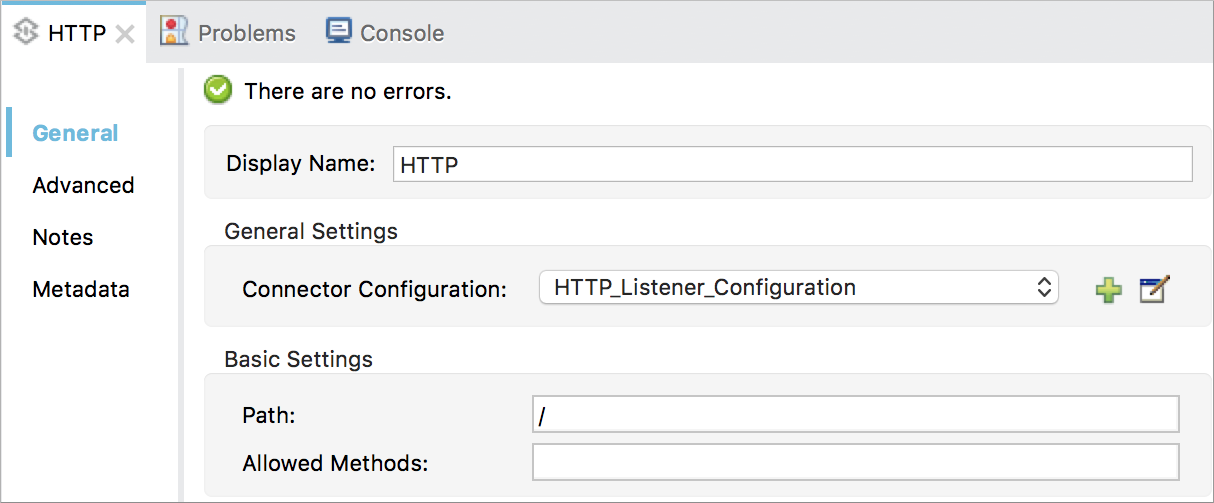 HTTP Problems Console
There are no errors.
General
Advanced
Notes
Metadata
Display Name: HTTP
General Settings
Connector Configuration: HTTP_Listener_Configuration
Basic Settings
Path: /
Allowed Methods: